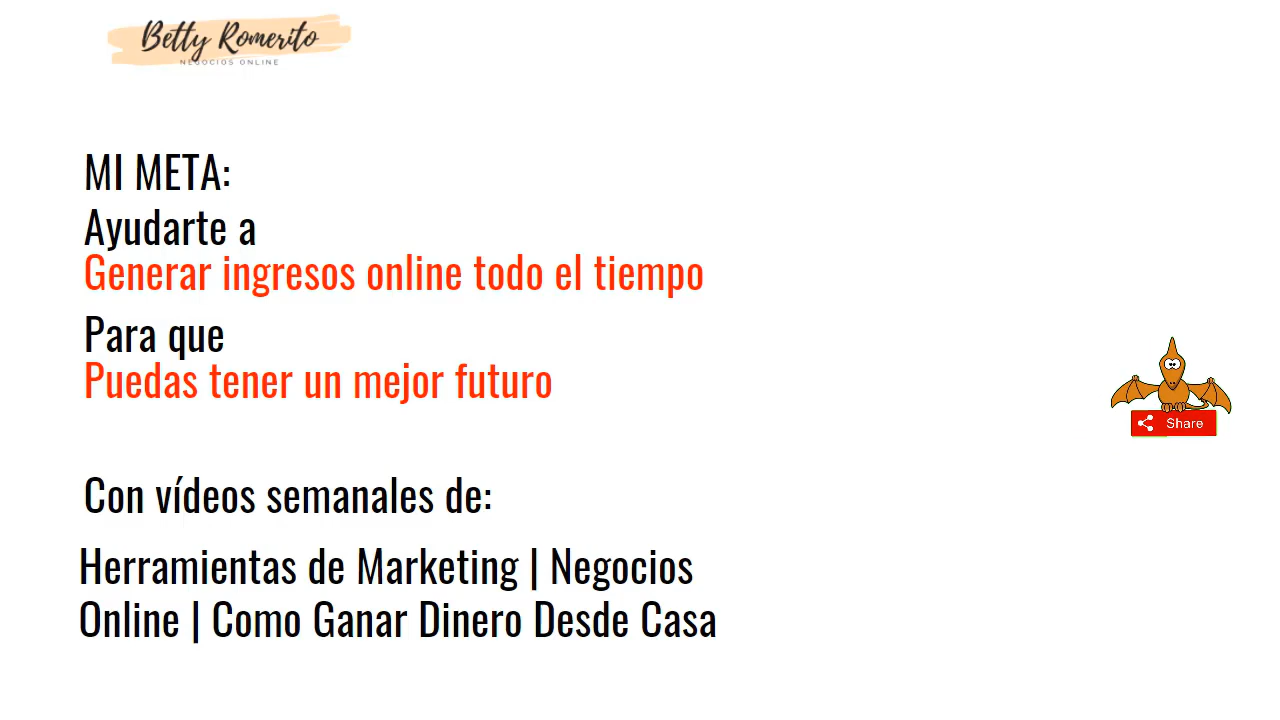 Betty Romerito
NEGOCIOS ONLINE
MI META:
Ayudarte a
Generar ingresos online todo el tiempo
Para que
Puedas tener un mejor futuro
Share
Con vídeos semanales de:
Herramientas de Marketing | Negocios
Online | Como Ganar Dinero Desde Casa